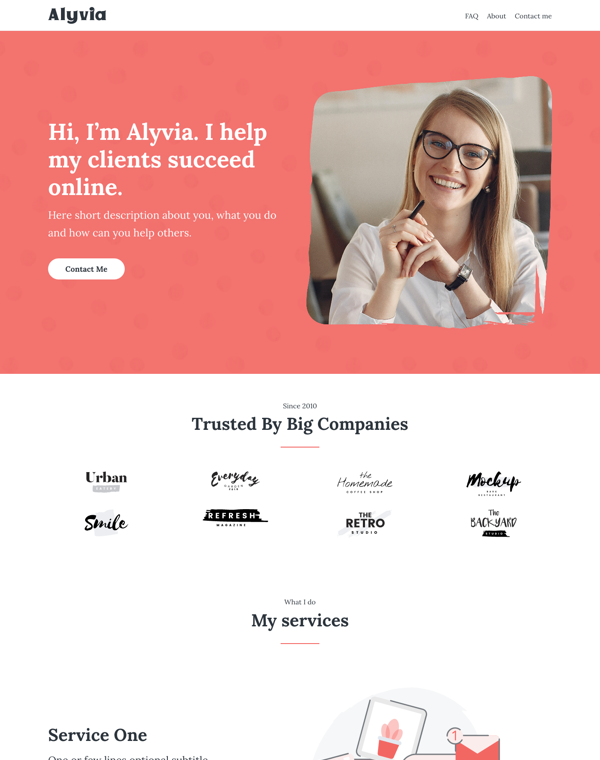 Alyvia
FAQ About Contact me
Hi, I’m Alyvia. I help
my clients succeed
online.
Here short description about you, what you do
and how can you help others.
Contact Me
Since 2010
Trusted By Big Companies
Urban
Everyday
the
Homemade
COFFEE SHOP
Mockup
RESTAURANT
Smile
REFRESH
MAGAZINE
THE
RETRO
STUDIO
The
BACKYARD
STUDIO
What I do
My services
1
Service One
One or few lines optional subtitle